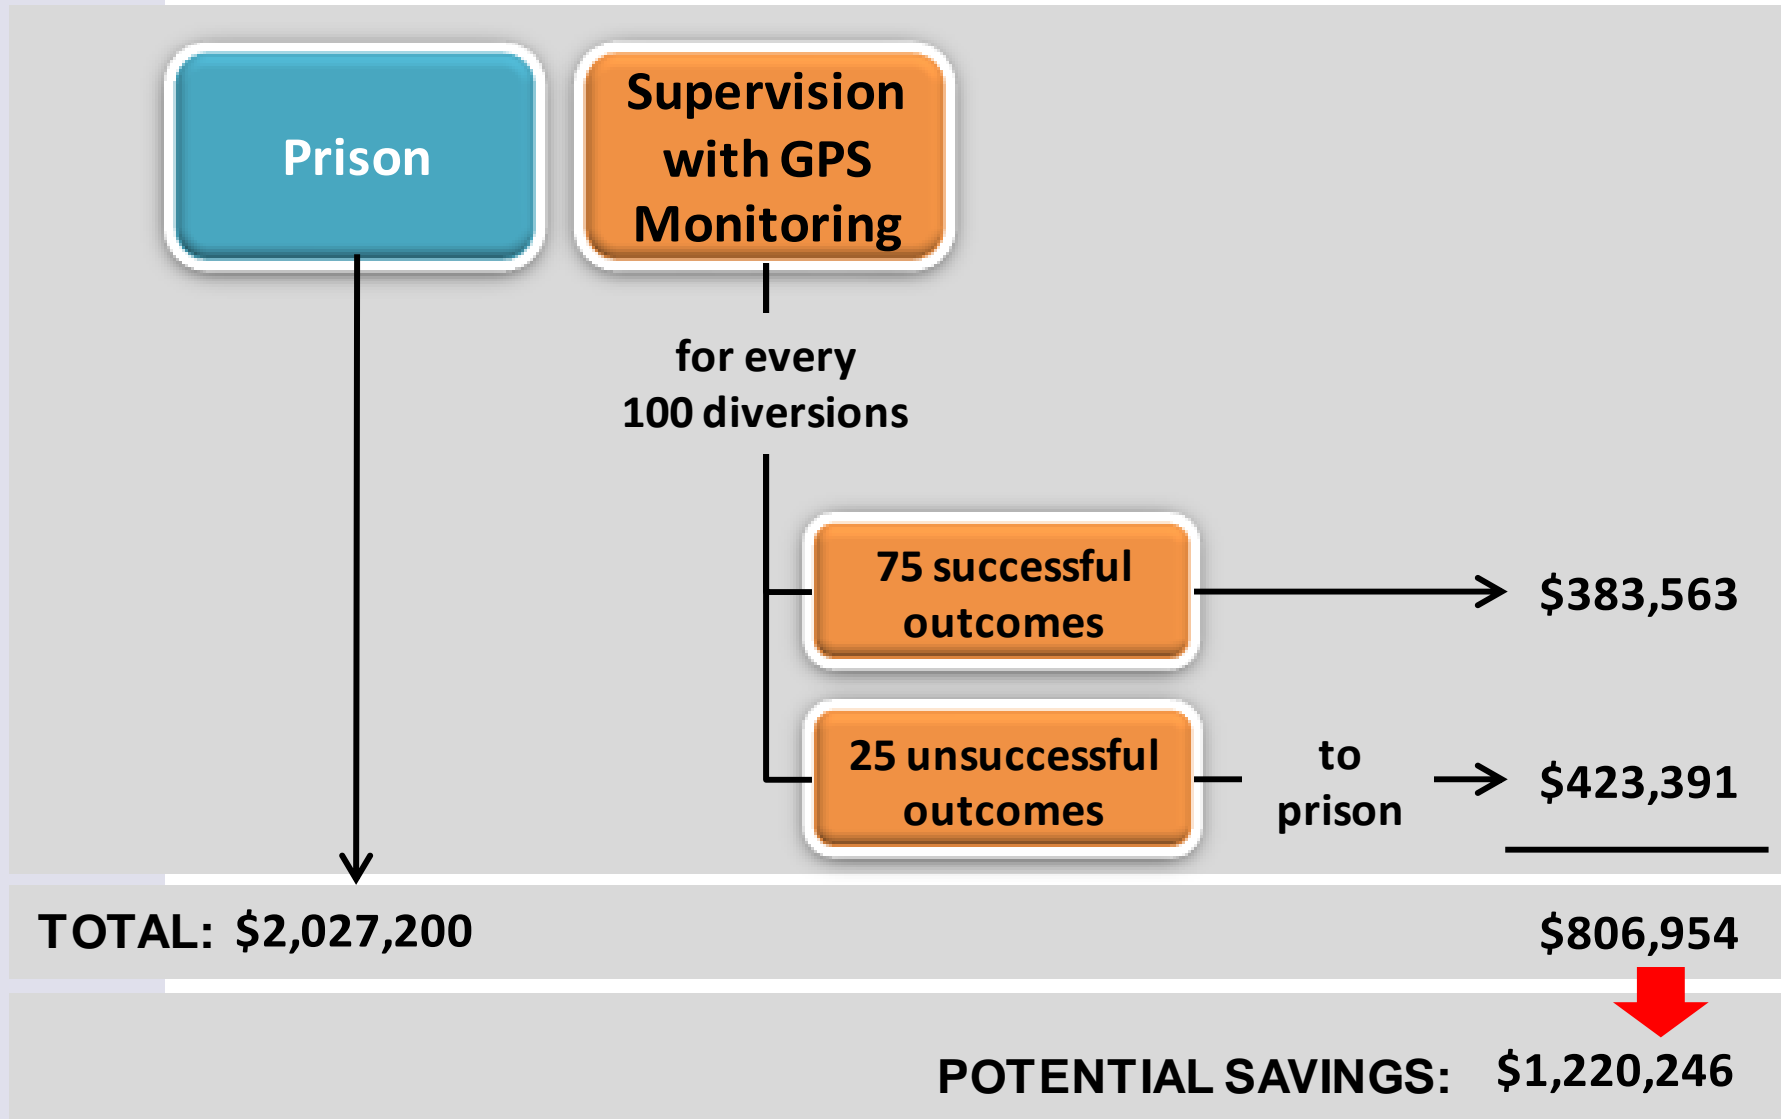 Prison
Supervision
with GPS
Monitoring
for every
100 diversions
75 successful
outcomes
$383,563
25 unsuccessful
outcomes
to
prison
$423,391
TOTAL: $2,027,200
$806,954
POTENTIAL SAVINGS: $1,220,246